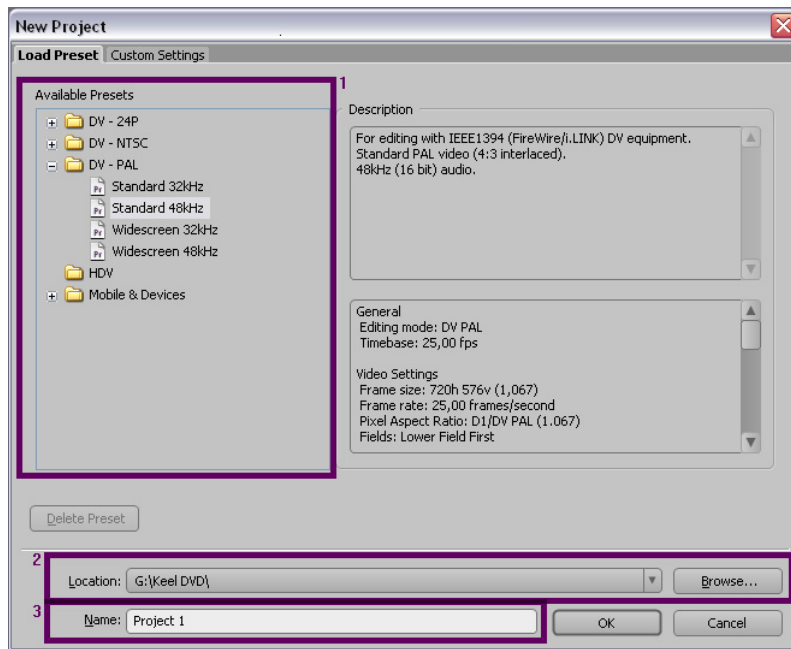 New Project
Load Preset Custom Settings
1
Available Presets
DV - 24P
DV - NTSC
DV - PAL
Pr Standard 32kHz
Pr Standard 48kHz
Pr Widescreen 32kHz
Pr Widescreen 48kHz
HDV
Mobile & Devices
Description
For editing with IEEE1394 (FireWire/i.LINK) DV equipment.
Standard PAL video (4:3 interlaced).
48kHz (16 bit) audio.
General
Editing mode: DV PAL
Timebase: 25,00 fps
Video Settings
Frame size: 720h 576v (1,067)
Frame rate: 25,00 frames/second
Pixel Aspect Ratio: D1/DV PAL (1.067)
Fields: Lower Field First
Delete Preset
2
Location: G:\Keel DVD\ Browse...
3
Name: Project 1 OK Cancel